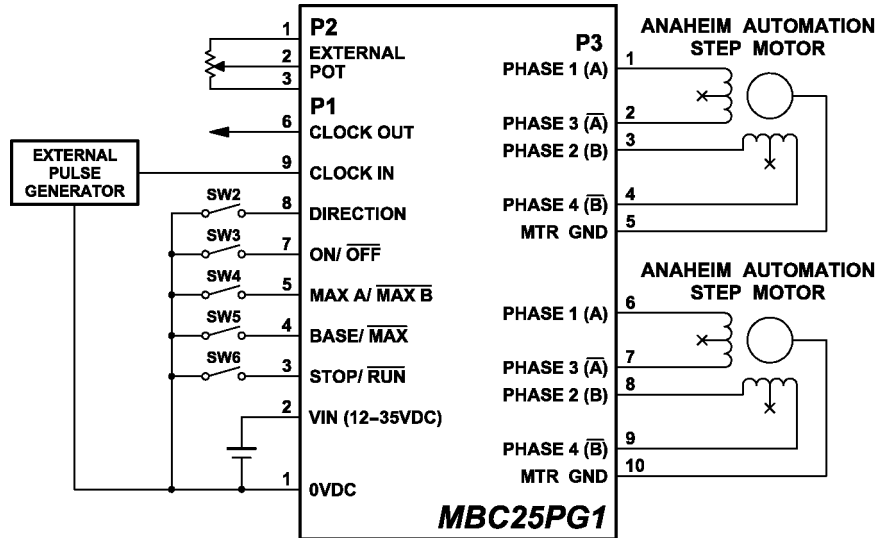 P2
1
2 EXTERNAL
POT
3
P1
6 CLOCK OUT
EXTERNAL
PULSE
GENERATOR
9 CLOCK IN
SW2 8 DIRECTION
SW3 7 ON/ O̅F̅F̅
SW4 5 MAX A/ M̅A̅X̅ B̅
SW5 4 BASE/ M̅A̅X̅
SW6 3 STOP/ R̅U̅N̅
2 VIN (12–35VDC)
1 0VDC
MBC25PG1
P3
ANAHEIM AUTOMATION
STEP MOTOR
PHASE 1 (A) 1
PHASE 3 (A̅) 2
PHASE 2 (B) 3
PHASE 4 (B̅) 4
MTR GND 5
ANAHEIM AUTOMATION
STEP MOTOR
PHASE 1 (A) 6
PHASE 3 (A̅) 7
PHASE 2 (B) 8
PHASE 4 (B̅) 9
MTR GND 10